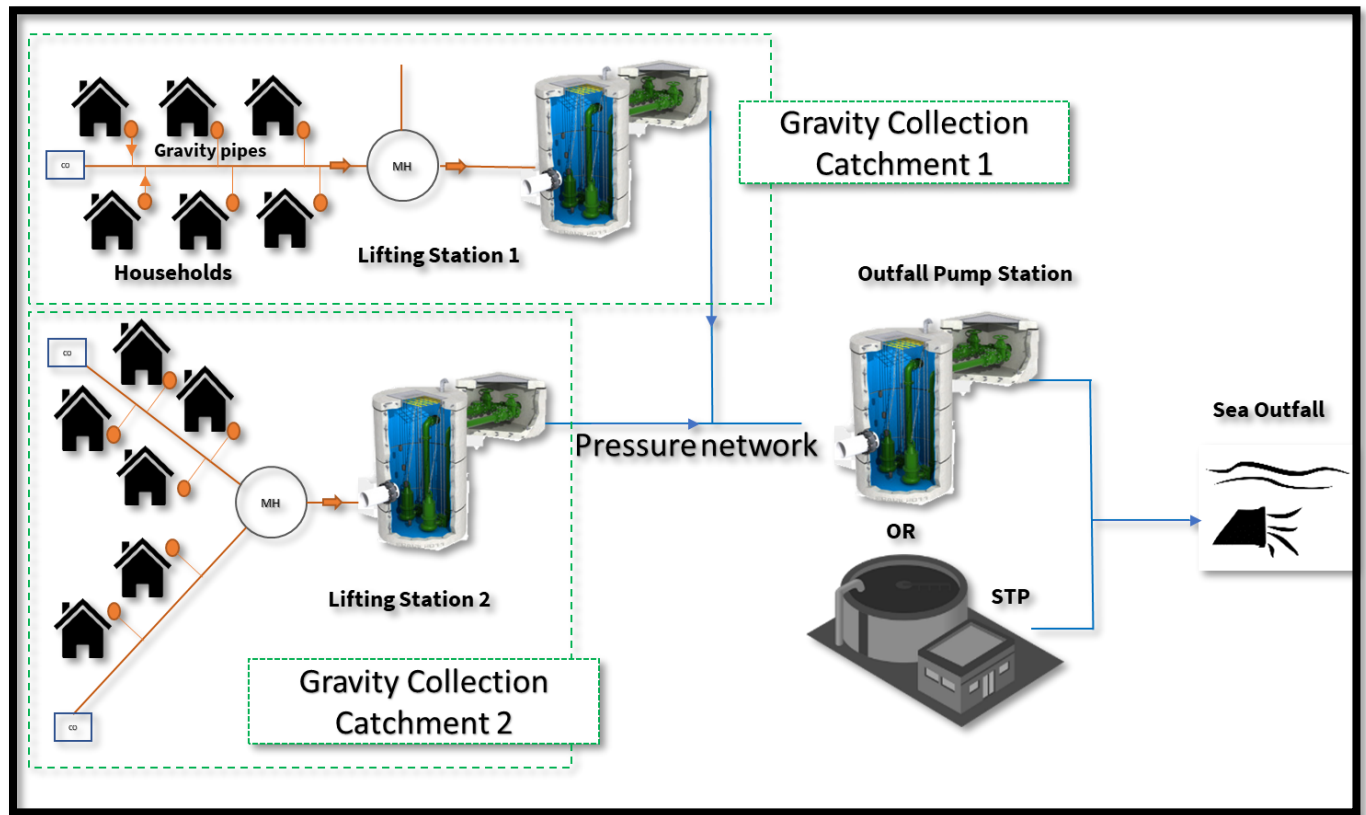 Gravity pipes
CO
MH
Households
Lifting Station 1
Gravity Collection
Catchment 1
CO
MH
CO
Lifting Station 2
Gravity Collection
Catchment 2
Pressure network
Outfall Pump Station
OR
STP
Sea Outfall